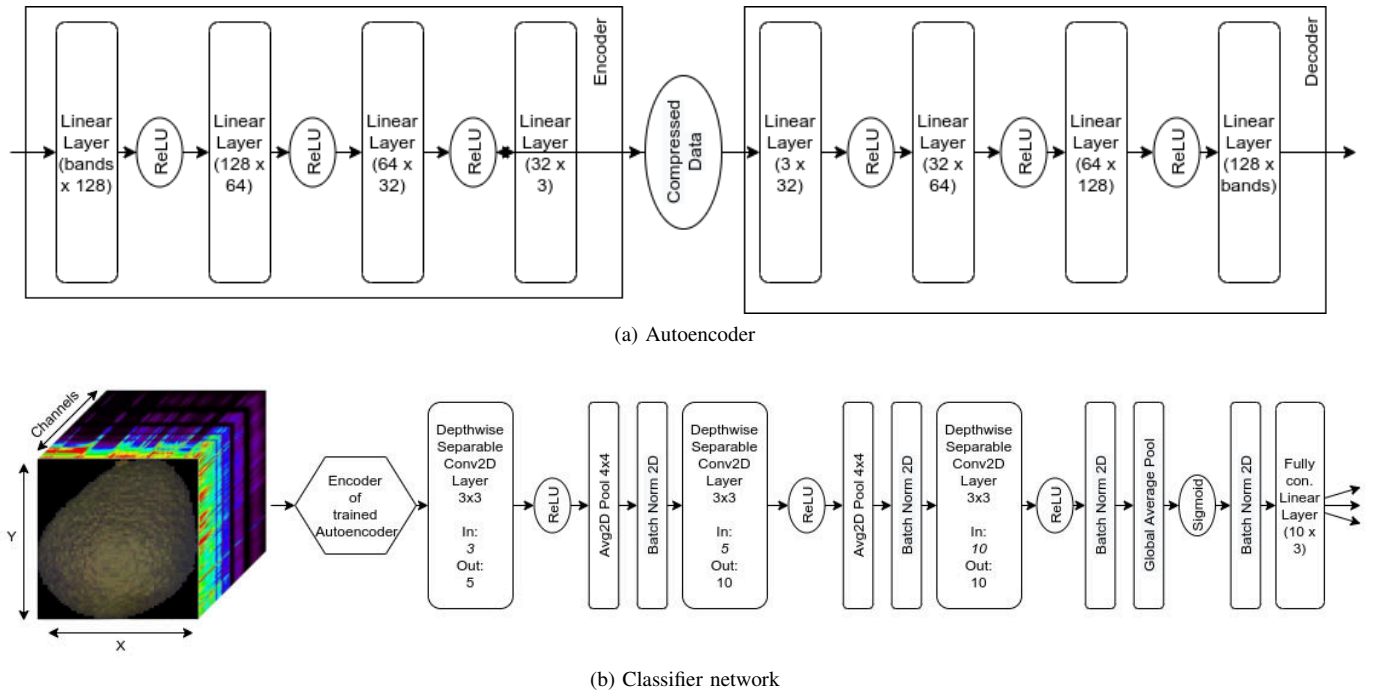 Linear
Layer
(bands
x 128)
ReLU
Linear
Layer
(128 x
64)
ReLU
Linear
Layer
(64 x
32)
ReLU
Linear
Layer
(32 x
3)
Encoder
Compressed
Data
Linear
Layer
(3 x
32)
ReLU
Linear
Layer
(32 x
64)
ReLU
Linear
Layer
(64 x
128)
ReLU
Linear
Layer
(128 x
bands)
Decoder
(a) Autoencoder
Channels
Y
X
Encoder
of
trained
Autoencoder
Depthwise
Separable
Conv2D
Layer
3x3
In:
3
Out:
5
ReLU
Avg2D Pool 4x4
Batch Norm 2D
Depthwise
Separable
Conv2D
Layer
3x3
In:
5
Out:
10
ReLU
Avg2D Pool 4x4
Batch Norm 2D
Depthwise
Separable
Conv2D
Layer
3x3
In:
10
Out:
10
ReLU
Batch Norm 2D
Global Average Pool
Sigmoid
Batch Norm 2D
Fully
con.
Linear
Layer
(10 x
3)
(b) Classifier network